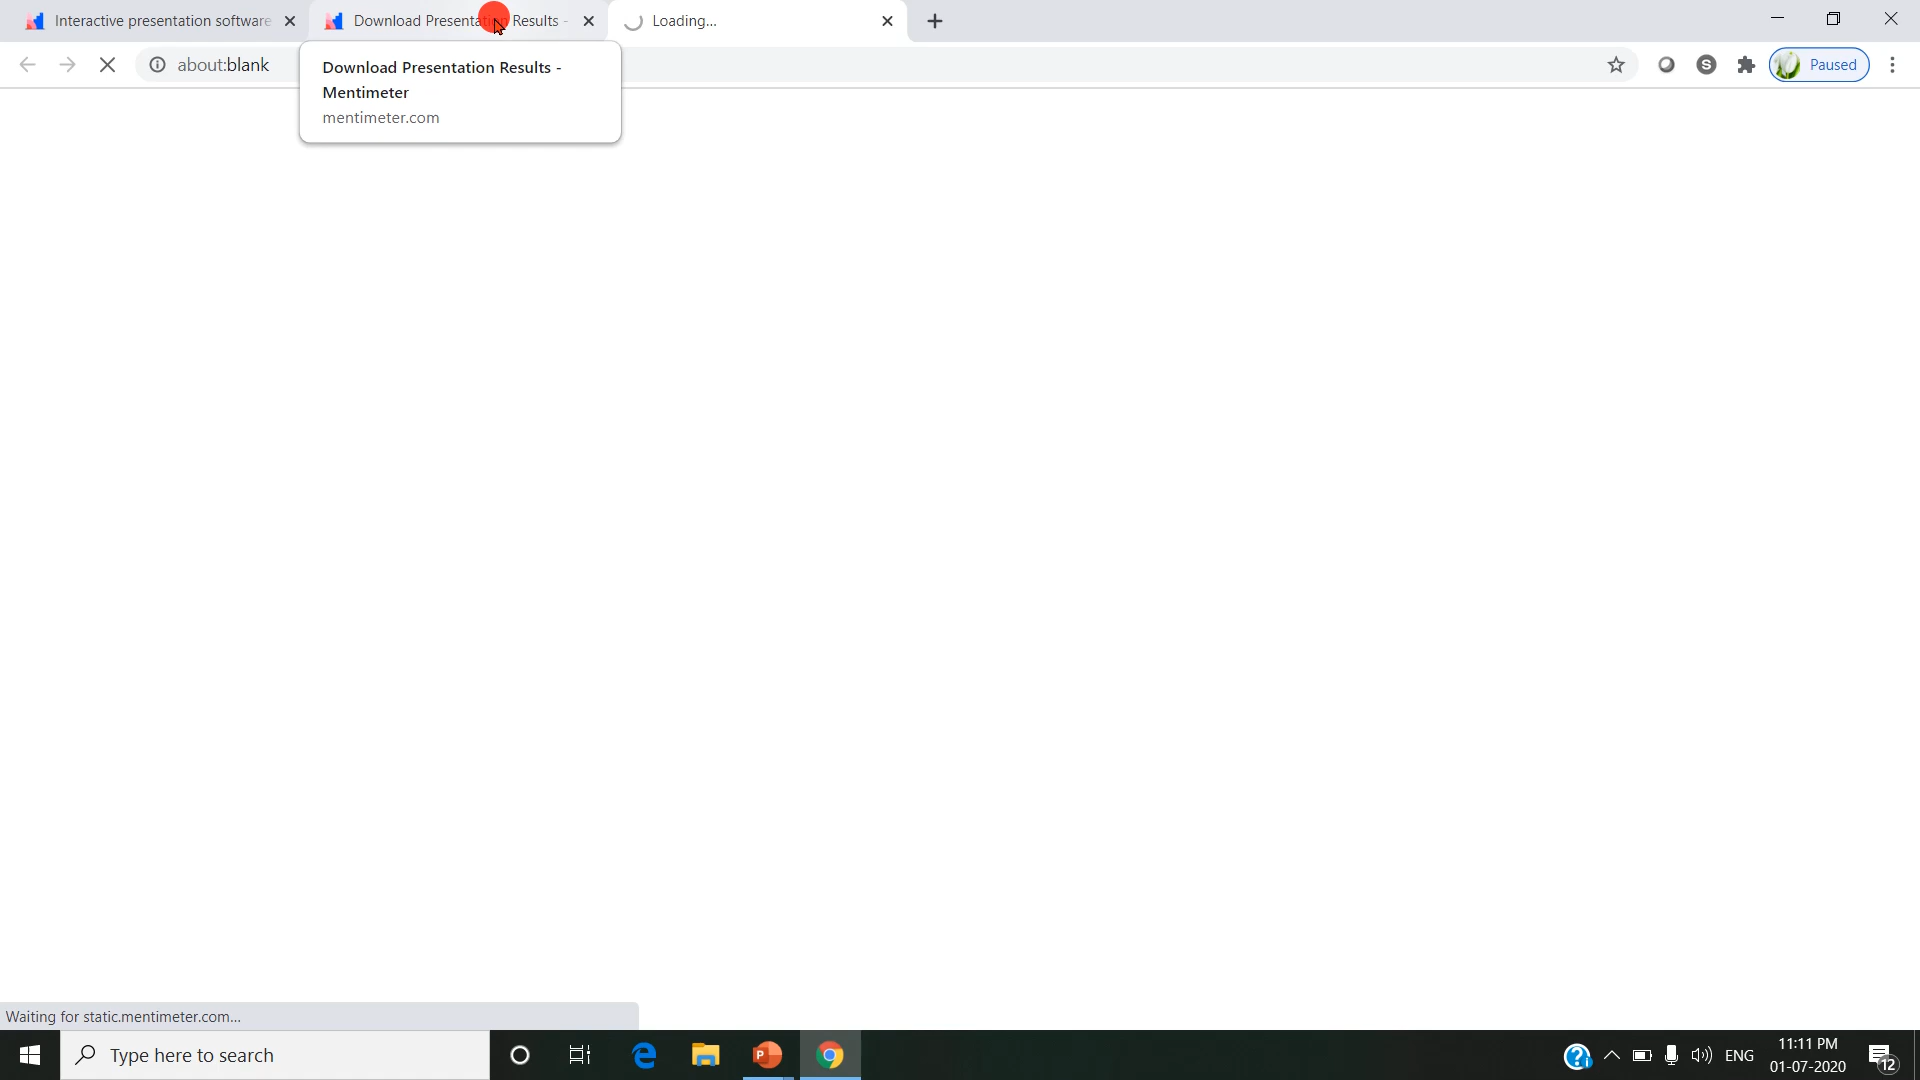 Interactive presentation software
Download Presentation Results -
Loading...
about:blank
Paused
Download Presentation Results -
Mentimeter
mentimeter.com
Waiting for static.mentimeter.com...
Type here to search
ENG
11:11 PM
01-07-2020
12